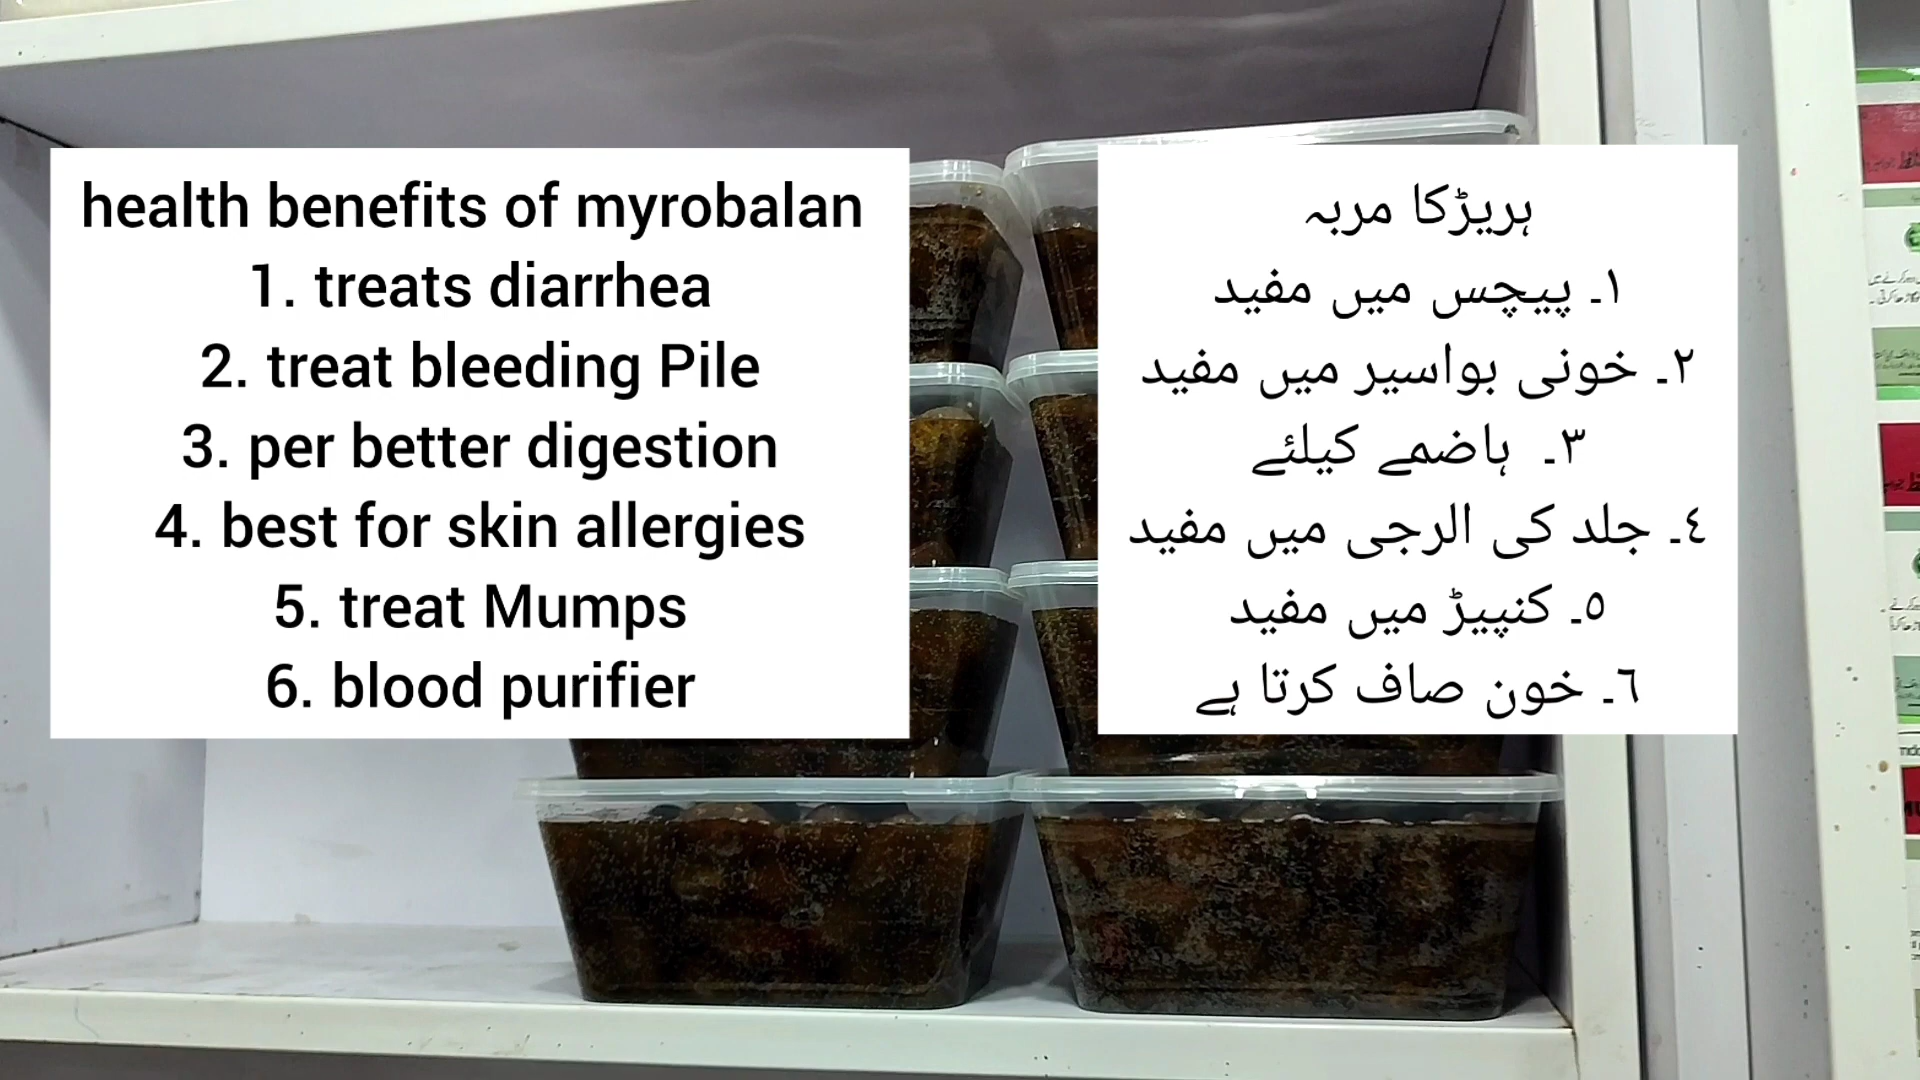 health benefits of myrobalan
1. treats diarrhea
2. treat bleeding Pile
3. per better digestion
4. best for skin allergies
5. treat Mumps
6. blood purifier
ہریڑکا مربہ
١۔ پیچس میں مفید
٢۔ خونی بواسیر میں مفید
٣۔ ہاضمے کیلئے
٤۔ جلد کی الرجی میں مفید
٥۔ کنپیڑ میں مفید
٦۔ خون صاف کرتا ہے